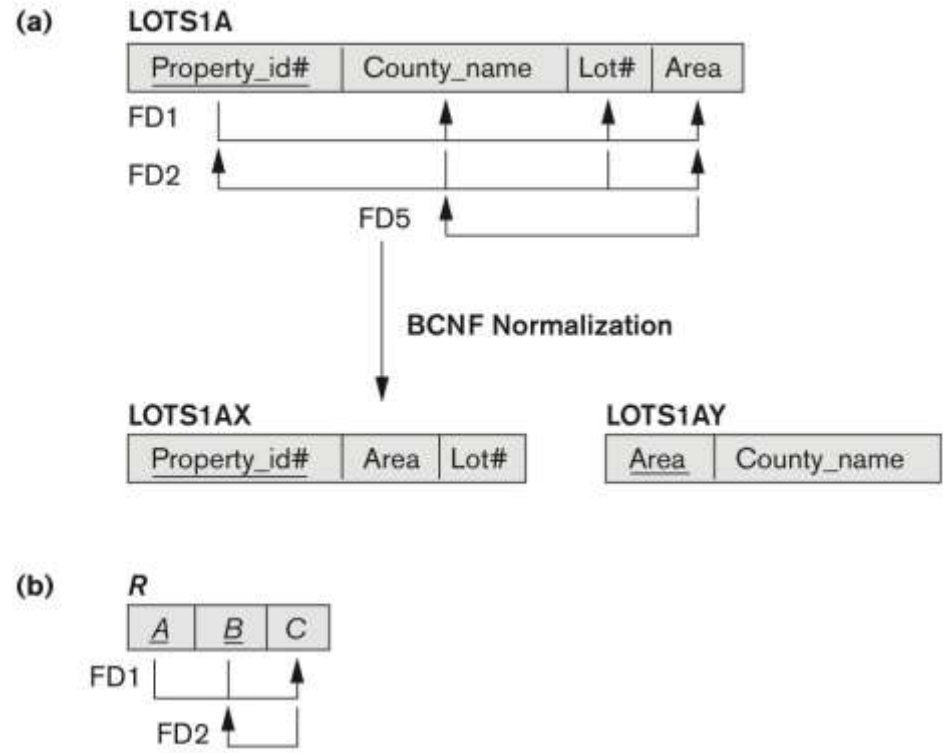 (a) LOTS1A
Property_id# County_name Lot# Area
FD1
FD2
FD5
BCNF Normalization
LOTS1AX LOTS1AY
Property_id# Area Lot# Area County_name
(b) R
A B C
FD1
FD2